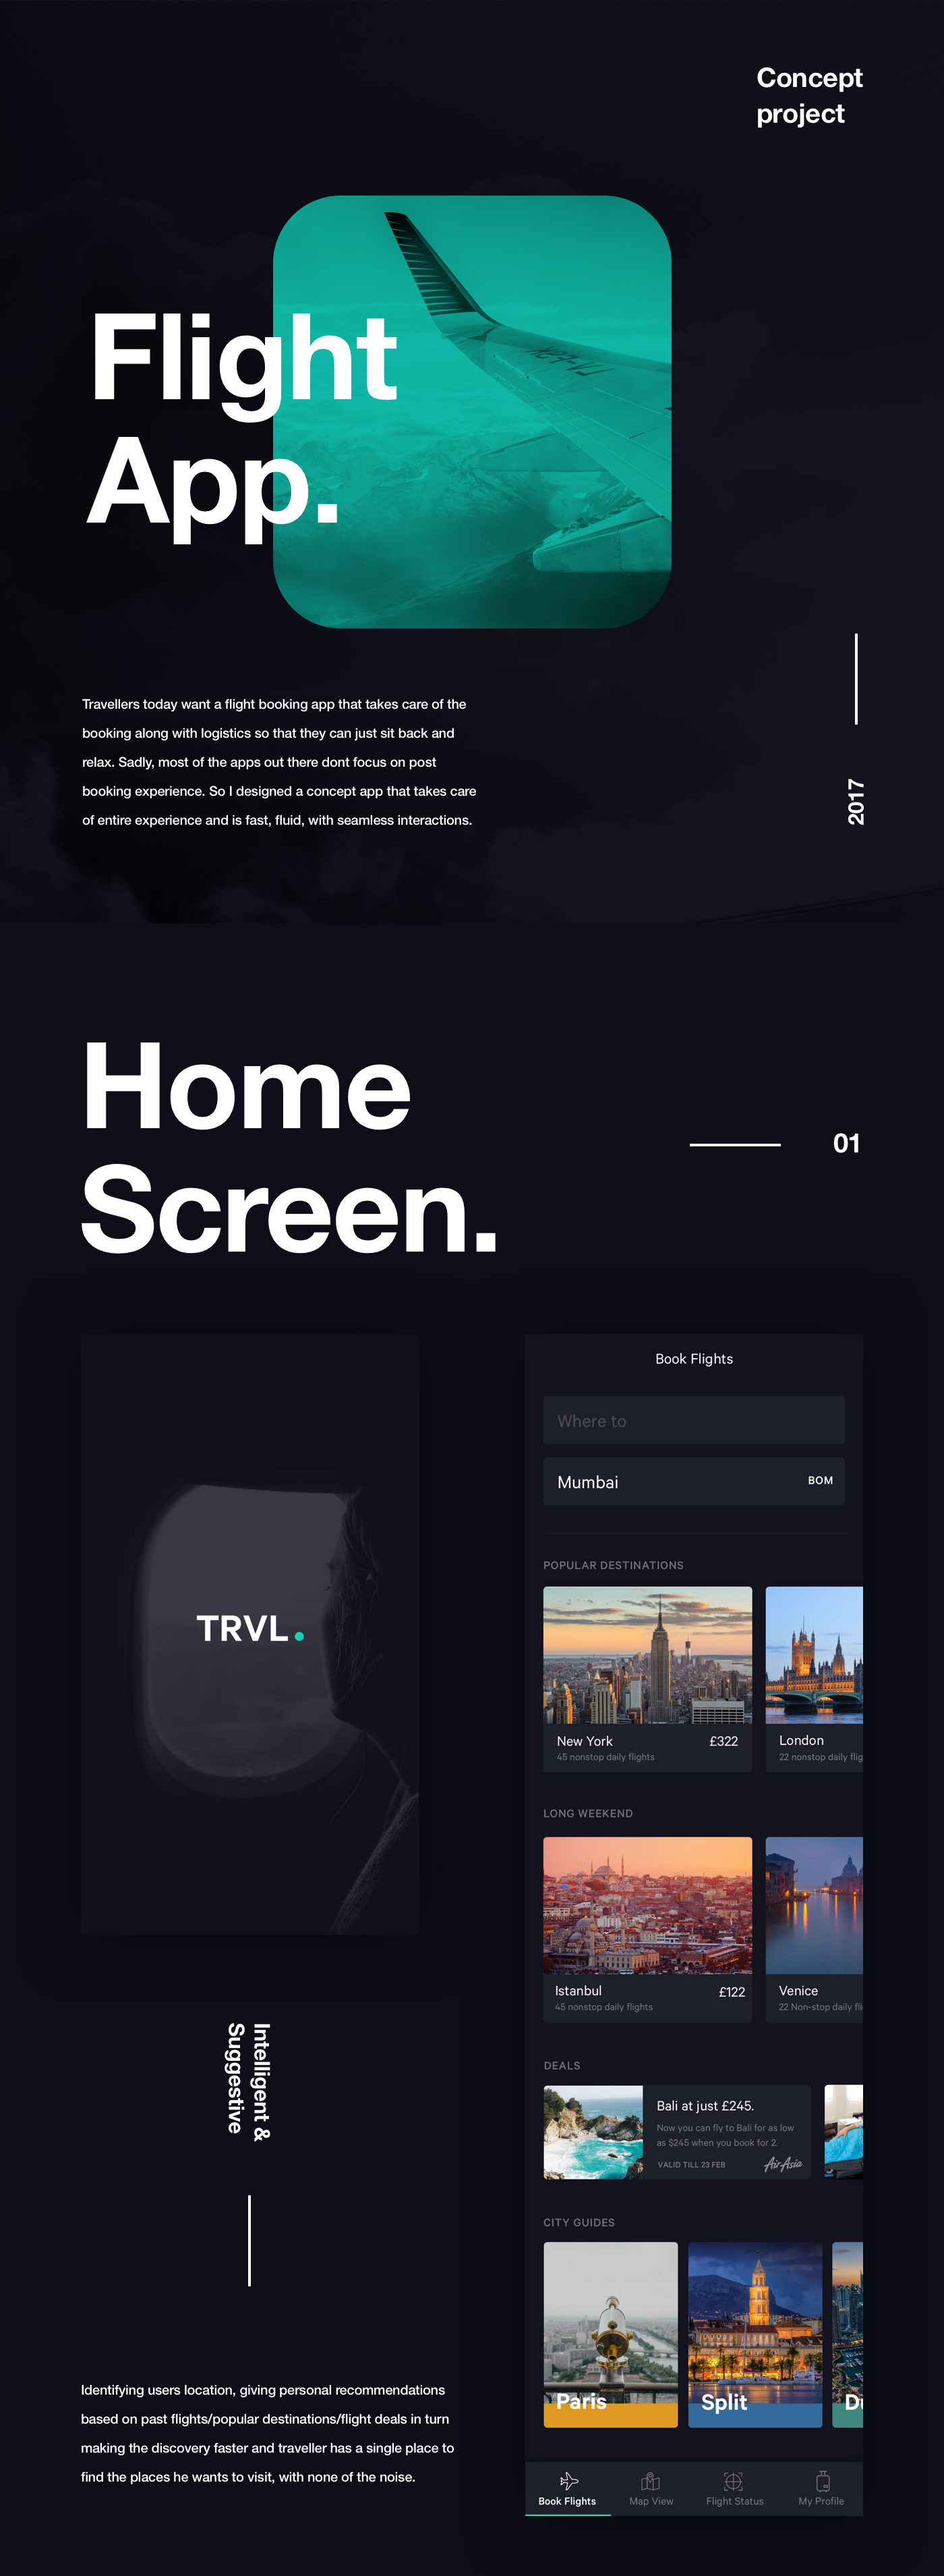 Concept
project
Flight
App.
Travellers today want a flight booking app that takes care of the
booking along with logistics so that they can just sit back and
relax. Sadly, most of the apps out there dont focus on post
booking experience. So I designed a concept app that takes care
of entire experience and is fast, fluid, with seamless interactions.
2017
Home
Screen.
01
TRVL.
Intelligent &
Suggestive
Identifying users location, giving personal recommendations
based on past flights/popular destinations/flight deals in turn
making the discovery faster and traveller has a single place to
find the places he wants to visit, with none of the noise.
Book Flights
Where to
Mumbai BOM
POPULAR DESTINATIONS
New York £322
45 nonstop daily flights
London
22 nonstop daily flig
LONG WEEKEND
Istanbul £122
45 nonstop daily flights
Venice
22 Non-stop daily fli
DEALS
Bali at just £245.
Now you can fly to Bali for as low
as $245 when you book for 2.
VALID TILL 23 FEB AirAsia
CITY GUIDES
Paris
Split
Book Flights
Map View
Flight Status
My Profile